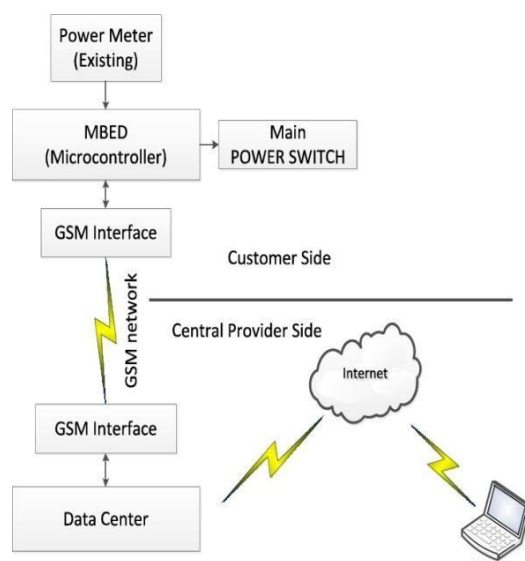 Power Meter
(Existing)
MBED
(Microcontroller)
Main
POWER SWITCH
GSM Interface
Customer Side
GSM network
Central Provider Side
Internet
GSM Interface
Data Center